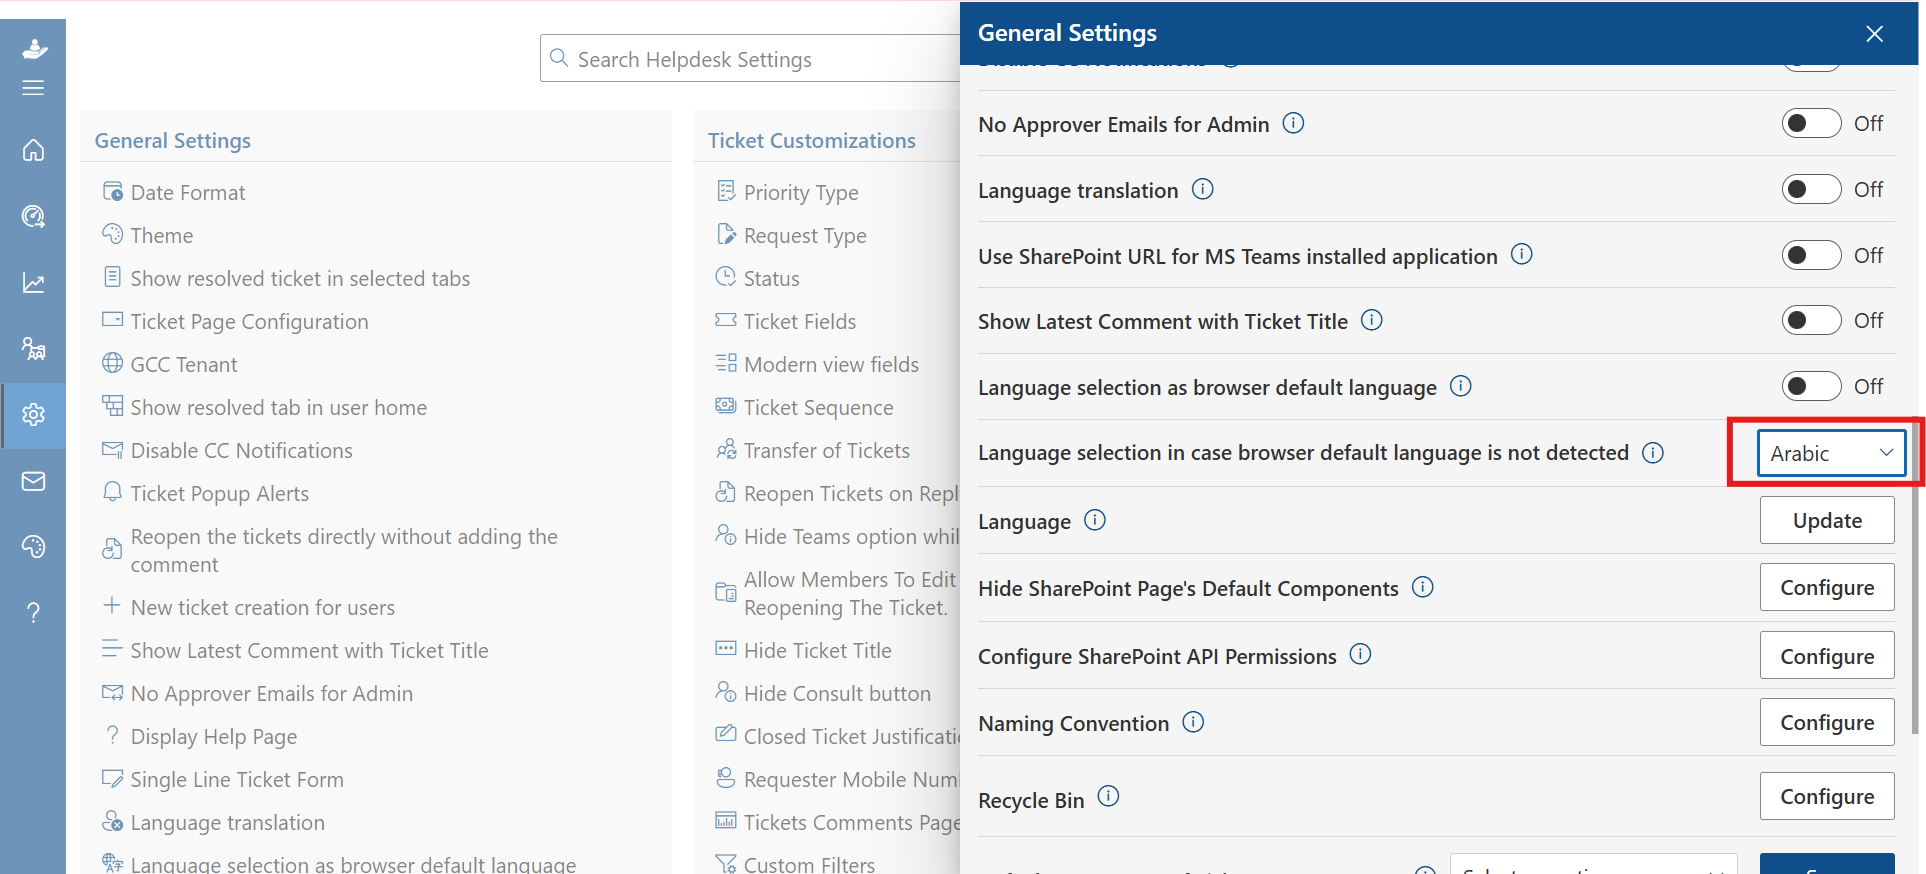 Search Helpdesk Settings
General Settings
Date Format
Theme
Show resolved ticket in selected tabs
Ticket Page Configuration
GCC Tenant
Show resolved tab in user home
Disable CC Notifications
Ticket Popup Alerts
Reopen the tickets directly without adding the
comment
New ticket creation for users
Show Latest Comment with Ticket Title
No Approver Emails for Admin
Display Help Page
Single Line Ticket Form
Language translation
Language selection as browser default language
Ticket Customizations
Priority Type
Request Type
Status
Ticket Fields
Modern view fields
Ticket Sequence
Transfer of Tickets
Reopen Tickets on Repl
Hide Teams option whil
Allow Members To Edit
Reopening The Ticket.
Hide Ticket Title
Hide Consult button
Closed Ticket Justificati
Requester Mobile Num
Tickets Comments Page
Custom Filters
General Settings
No Approver Emails for Admin Off
Language translation Off
Use SharePoint URL for MS Teams installed application Off
Show Latest Comment with Ticket Title Off
Language selection as browser default language Off
Language selection in case browser default language is not detected Arabic
Language Update
Hide SharePoint Page's Default Components Configure
Configure SharePoint API Permissions Configure
Naming Convention Configure
Recycle Bin Configure